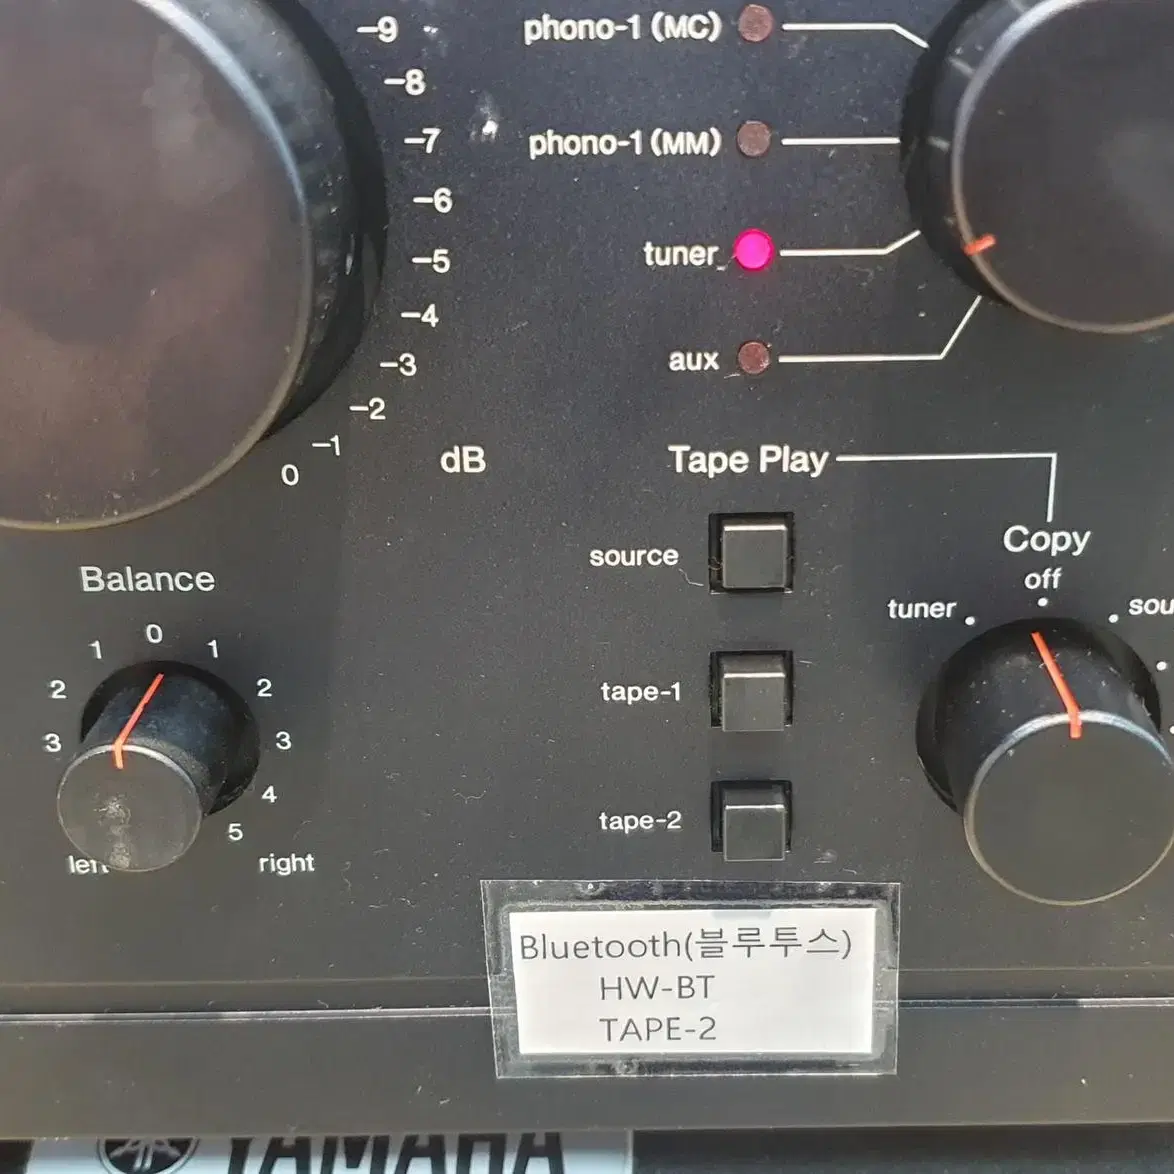 -9
-8
-7
-6
-5
-4
-3
-2
-1
0
dB
phono-1 (MC)
phono-1 (MM)
tuner
aux
Tape Play
Copy
off
tuner
source
tape-1
tape-2
Balance
0
1
1
2
2
3
3
4
5
left
right
Bluetooth(블루투스)
HW-BT
TAPE-2
YAMAHA